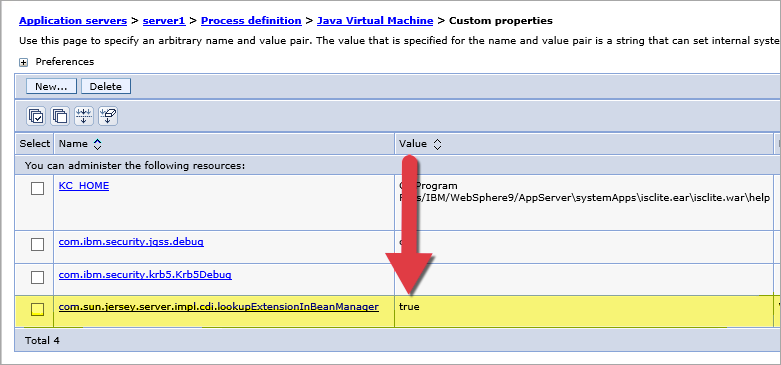 Application servers > server1 > Process definition > Java Virtual Machine > Custom properties
Use this page to specify an arbitrary name and value pair. The value that is specified for the name and value pair is a string that can set internal syste
Preferences
New... Delete
Select Name Value
You can administer the following resources:
KC_HOME Program
/IBM/WebSphere9/AppServer\systemApps\isclite.ear\isclite.war\help
com.ibm.security.jgss.debug
com.ibm.security.krb5.Krb5Debug
com.sun.jersey.server.impl.cdi.lookupExtensionInBeanManager true
Total 4